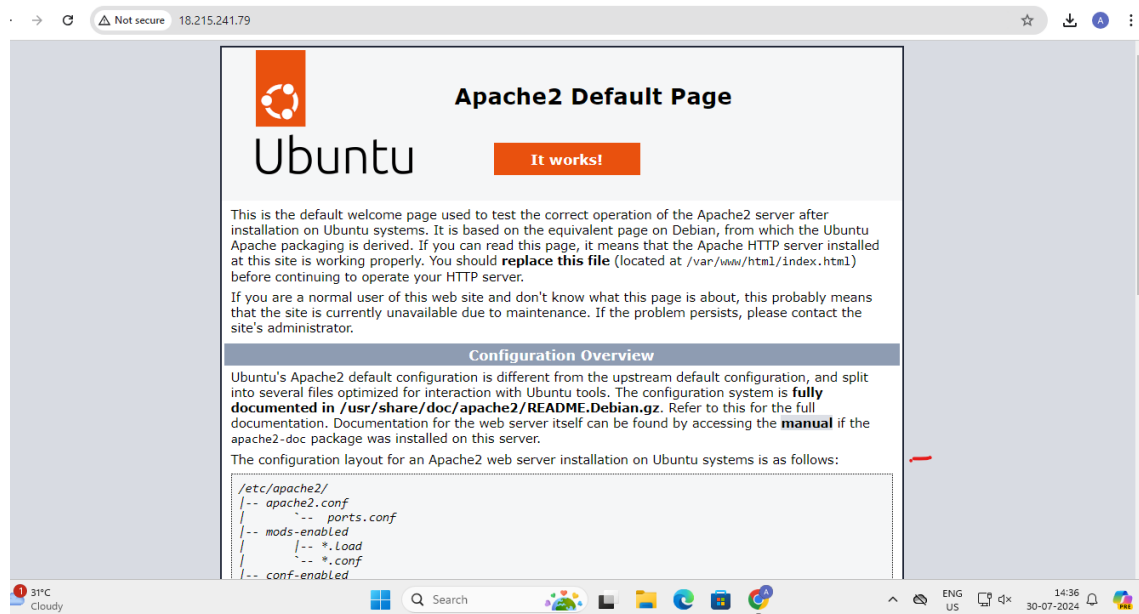 Not secure 18.215.241.79
A
Apache2 Default Page
Ubuntu
It works!
This is the default welcome page used to test the correct operation of the Apache2 server after
installation on Ubuntu systems. It is based on the equivalent page on Debian, from which the Ubuntu
Apache packaging is derived. If you can read this page, it means that the Apache HTTP server installed
at this site is working properly. You should replace this file (located at /var/www/html/index.html)
before continuing to operate your HTTP server.
If you are a normal user of this web site and don't know what this page is about, this probably means
that the site is currently unavailable due to maintenance. If the problem persists, please contact the
site's administrator.
Configuration Overview
Ubuntu's Apache2 default configuration is different from the upstream default configuration, and split
into several files optimized for interaction with Ubuntu tools. The configuration system is fully
documented in /usr/share/doc/apache2/README.Debian.gz. Refer to this for the full
documentation. Documentation for the web server itself can be found by accessing the manual if the
apache2-doc package was installed on this server.
The configuration layout for an Apache2 web server installation on Ubuntu systems is as follows:
/etc/apache2/
|-- apache2.conf
|       `-- ports.conf
|-- mods-enabled
|       |-- *.load
|       `-- *.conf
|-- conf-enabled
1
31°C
Cloudy
Search
A
ENG
US
14:36
30-07-2024
PRE